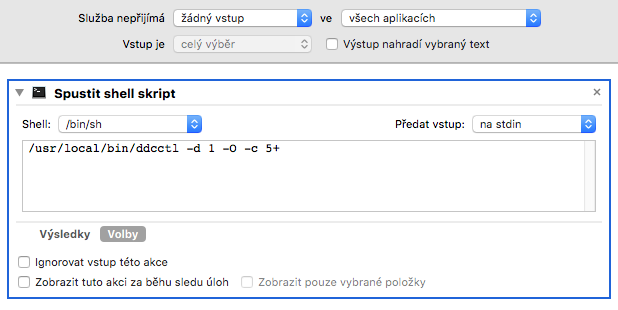 Služba nepřijímá žádný vstup ve všech aplikacích
Vstup je celý výběr Výstup nahradí vybraný text
Spustit shell skript
Shell: /bin/sh Předat vstup: na stdin
/usr/local/bin/ddcctl -d 1 -O -c 5+
Výsledky Volby
Ignorovat vstup této akce
Zobrazit tuto akci za běhu sledu úloh Zobrazit pouze vybrané položky